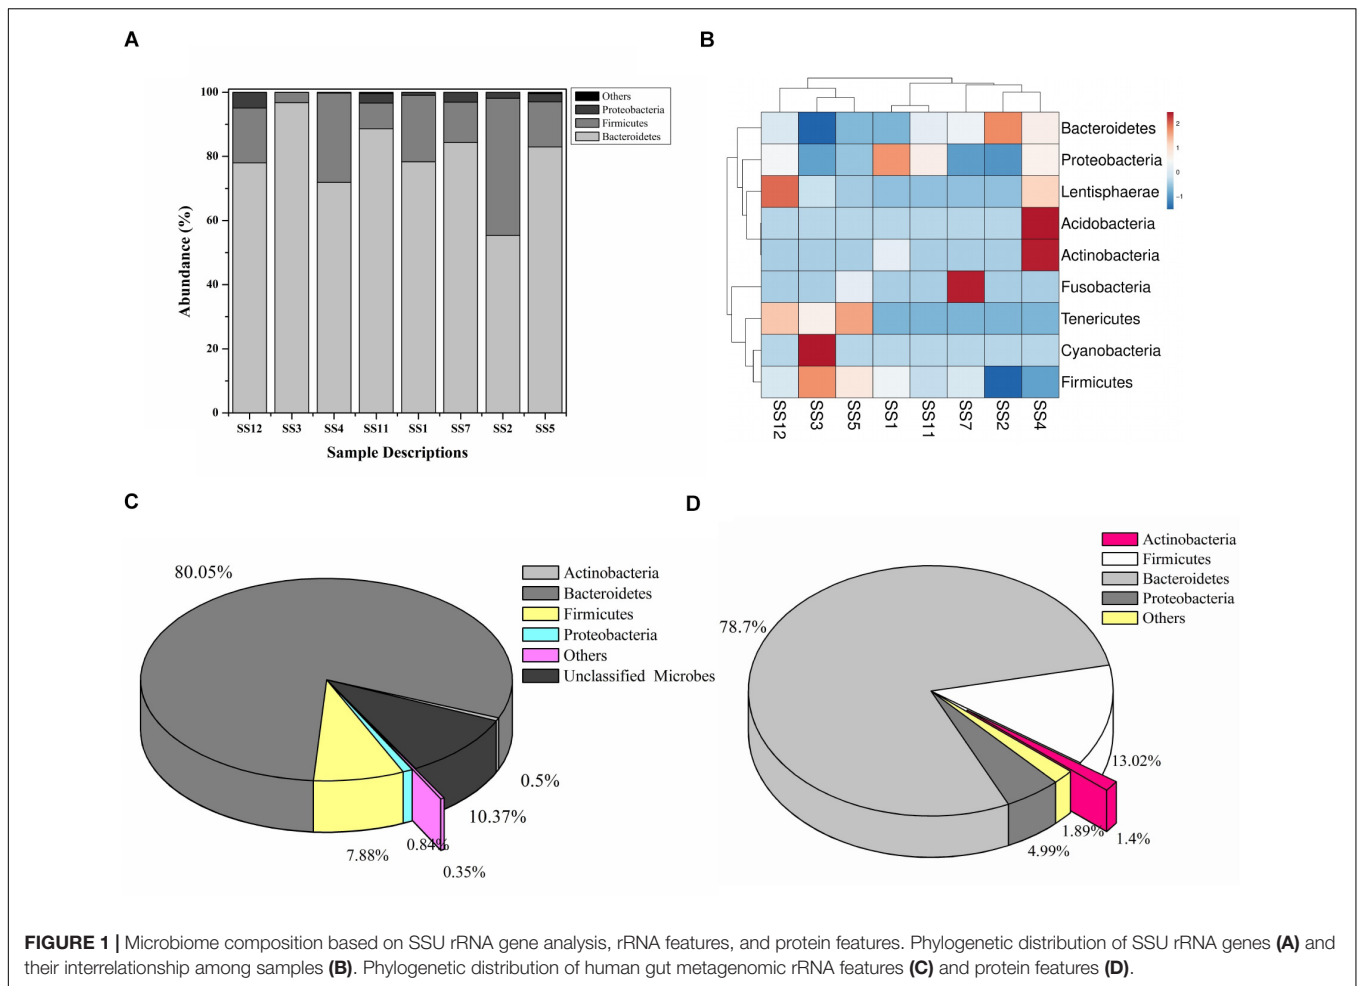 A
Abundance (%)
100
80
60
40
20
0
SS12 SS3 SS4 SS11 SS1 SS7 SS2 SS5
Sample Descriptions
Others
Proteobacteria
Firmicutes
Bacteroidetes
B
Bacteroidetes
Proteobacteria
Lentisphaerae
Acidobacteria
Actinobacteria
Fusobacteria
Tenericutes
Cyanobacteria
Firmicutes
SS12 SS3 SS5 SS1 SS11 SS7 SS2 SS4
2
1
0
−1
C
80.05%
0.5%
10.37%
0.84%
7.88%
0.35%
Actinobacteria
Bacteroidetes
Firmicutes
Proteobacteria
Others
Unclassified Microbes
D
78.7%
13.02%
1.89%
1.4%
4.99%
Actinobacteria
Firmicutes
Bacteroidetes
Proteobacteria
Others
FIGURE 1 | Microbiome composition based on SSU rRNA gene analysis, rRNA features, and protein features. Phylogenetic distribution of SSU rRNA genes (A) and
their interrelationship among samples (B). Phylogenetic distribution of human gut metagenomic rRNA features (C) and protein features (D).